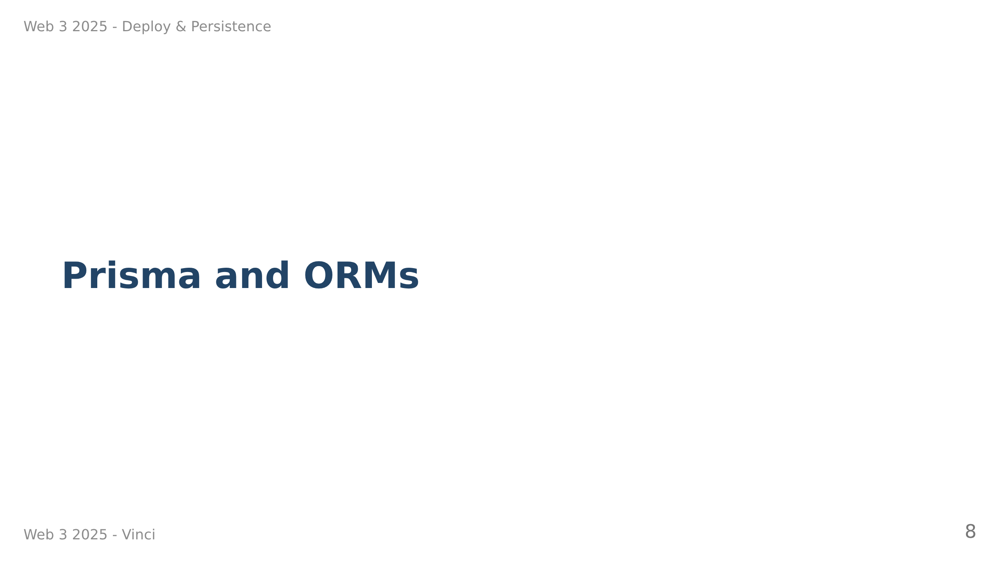 Web 3 2025 - Deploy & Persistence
Prisma and ORMs
Web 3 2025 - Vinci
8